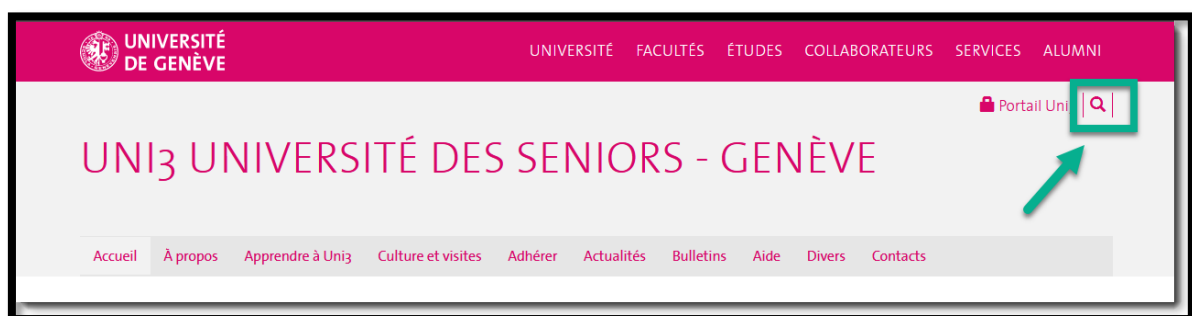 UNIVERSITÉ
DE GENÈVE
UNIVERSITÉ FACULTÉS ÉTUDES COLLABORATEURS SERVICES ALUMNI
Portail Uni
UNI3 UNIVERSITÉ DES SENIORS - GENÈVE
Accueil À propos Apprendre à Uni3 Culture et visites Adhérer Actualités Bulletins Aide Divers Contacts